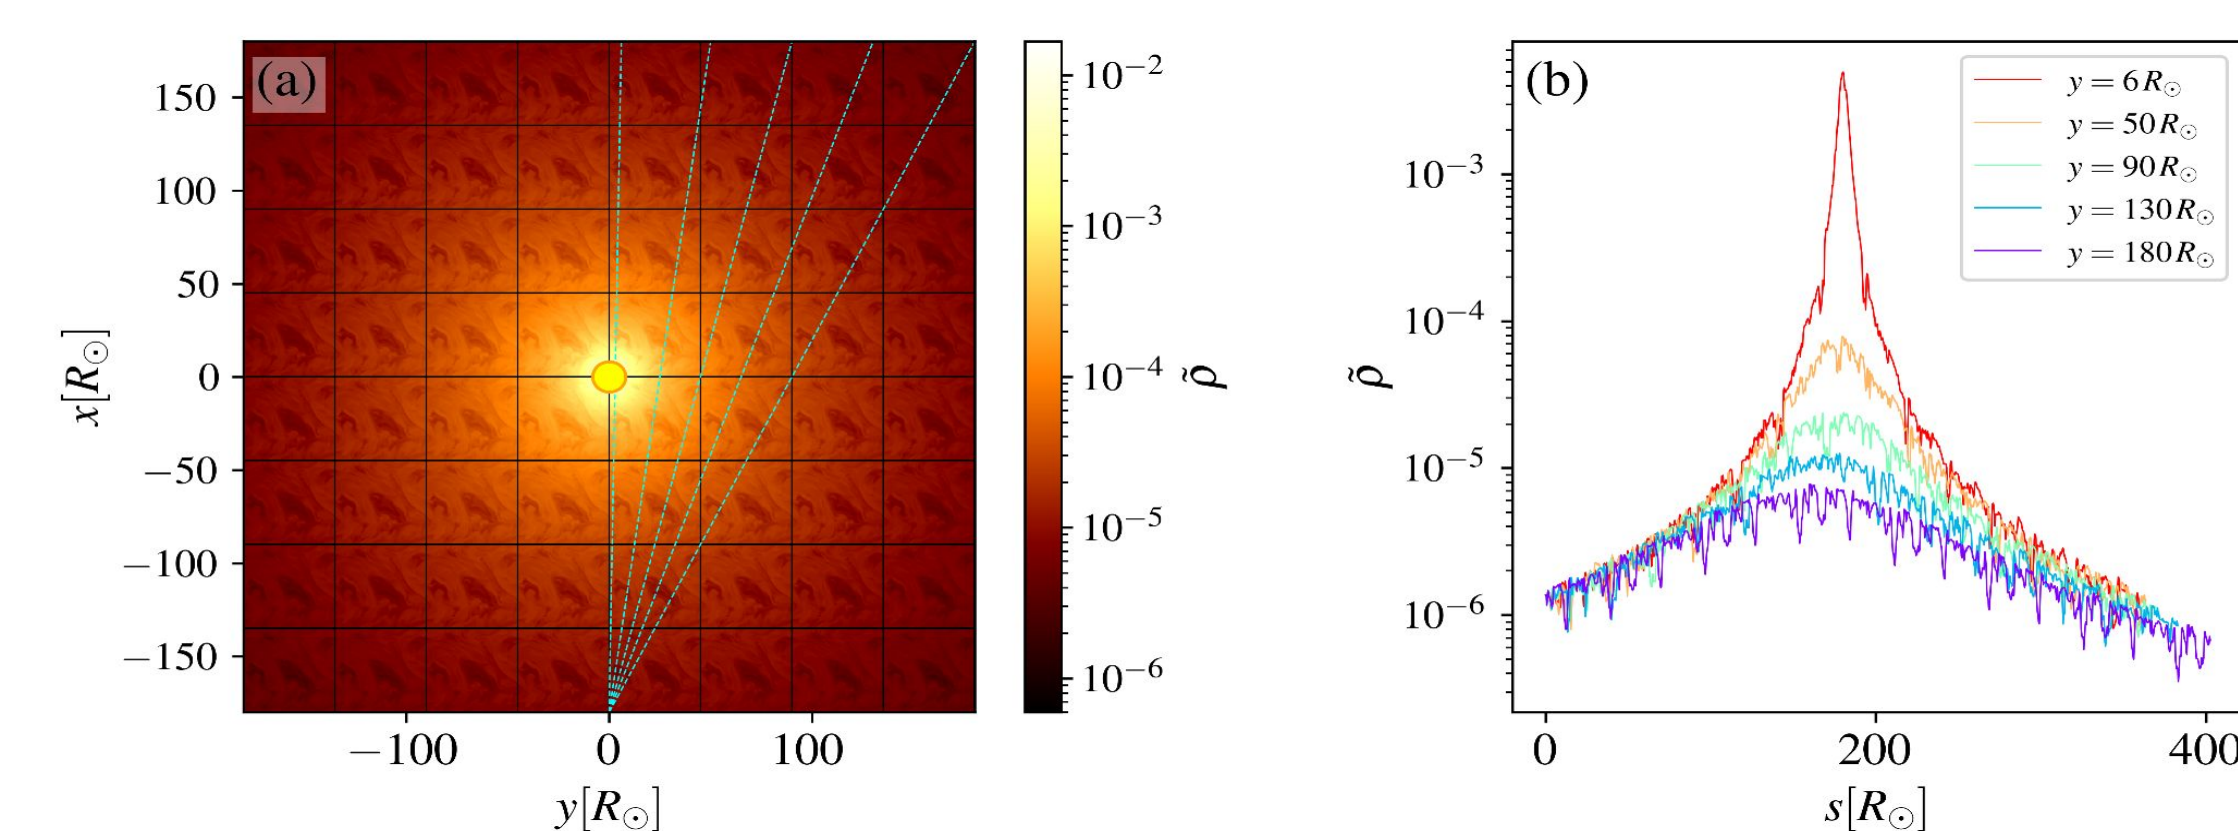 (a)
150
100
50
0
−50
−100
−150
x[R☉]
−100 0 100
y[R☉]
10⁻²
10⁻³
10⁻⁴
10⁻⁵
10⁻⁶
ρ̃
(b)
y = 6R☉
y = 50R☉
y = 90R☉
y = 130R☉
y = 180R☉
10⁻³
10⁻⁴
10⁻⁵
10⁻⁶
ρ̃
0 200 400
s[R☉]